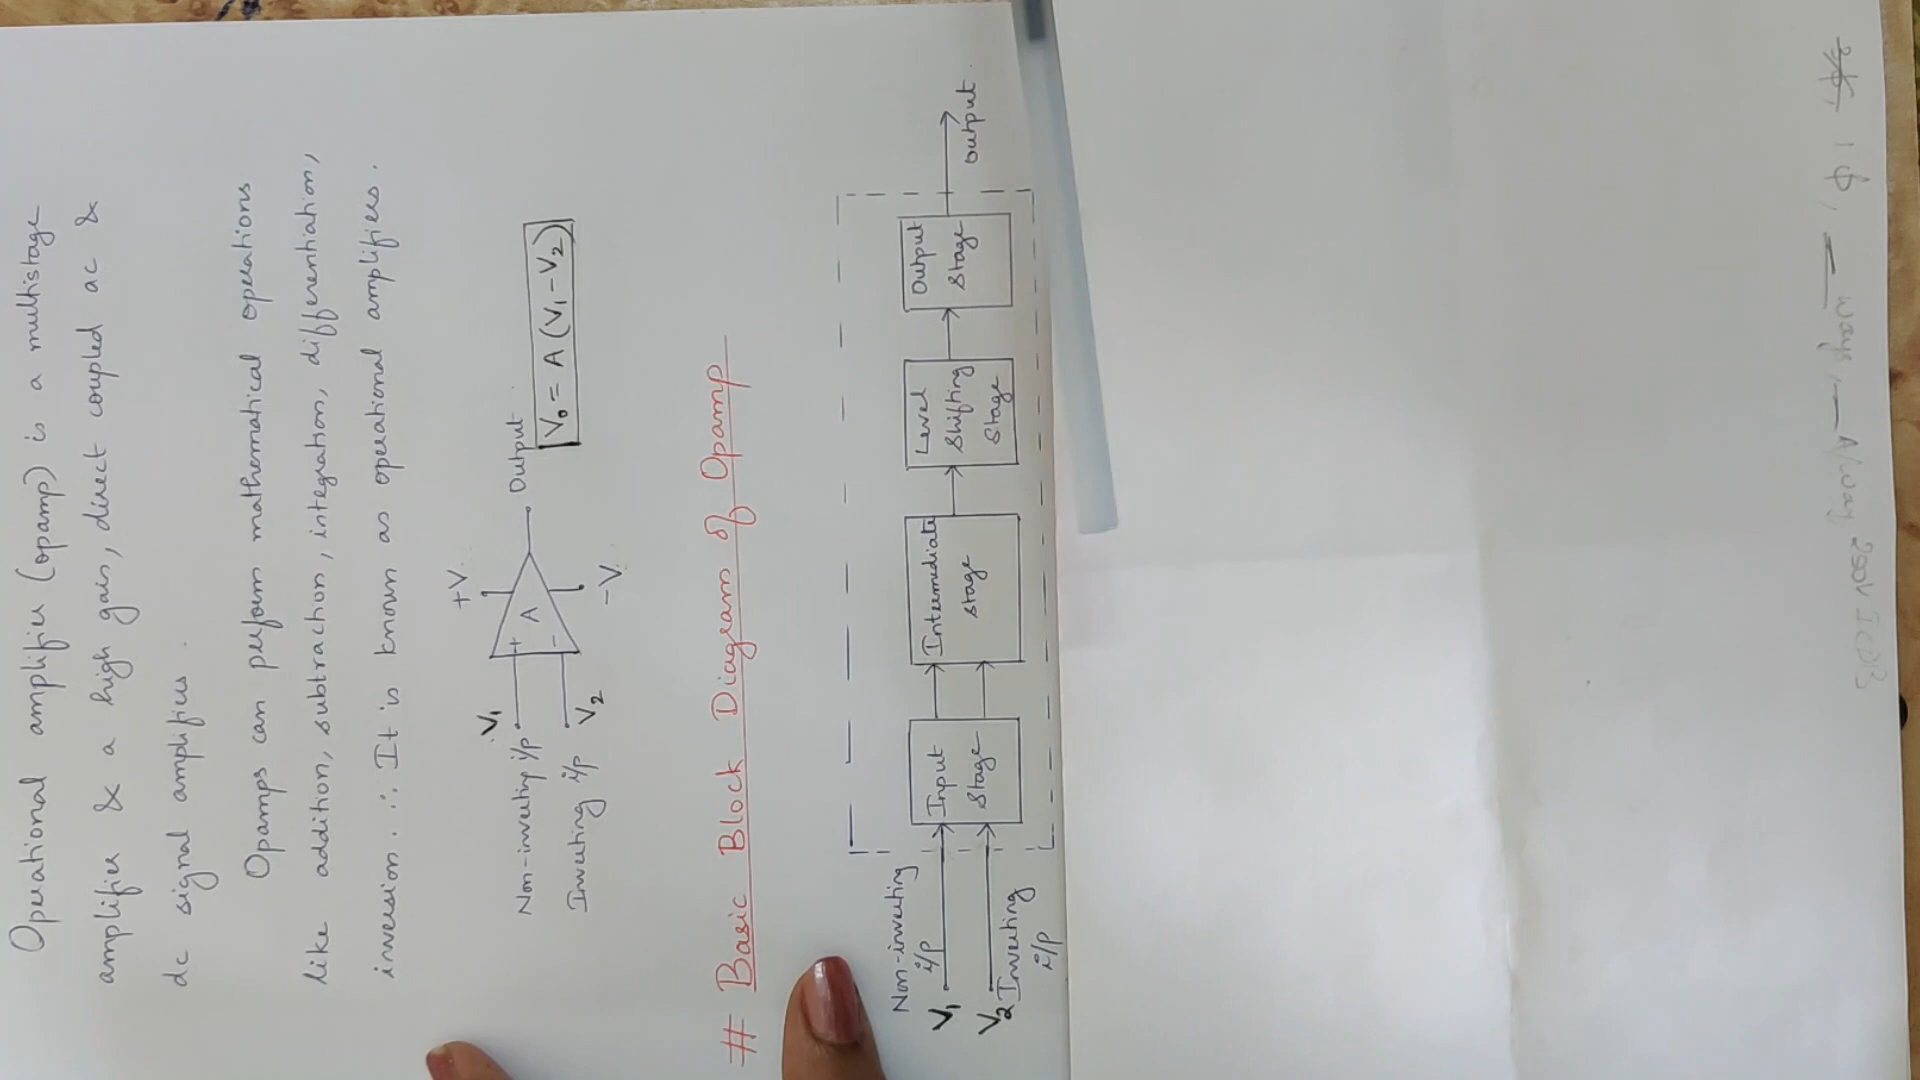 Operational amplifier (opamp) is a multistage
amplifier & a high gain, direct coupled ac &
dc signal amplifier.
Opamps can perform mathematical operations
like addition, subtraction, integration, differentiation,
inversion. ∴ It is known as operational amplifier.
+V
V1
Non-inverting i/p
+
A
Output
Inverting i/p
-
V2
-V
Vo = A (V1 - V2)
# Basic Block Diagram of Opamp
Non-inverting
i/p
V1
V2
Inverting
i/p
Input
Stage
Intermediate
Stage
Level
Shifting
Stage
Output
Stage
Output